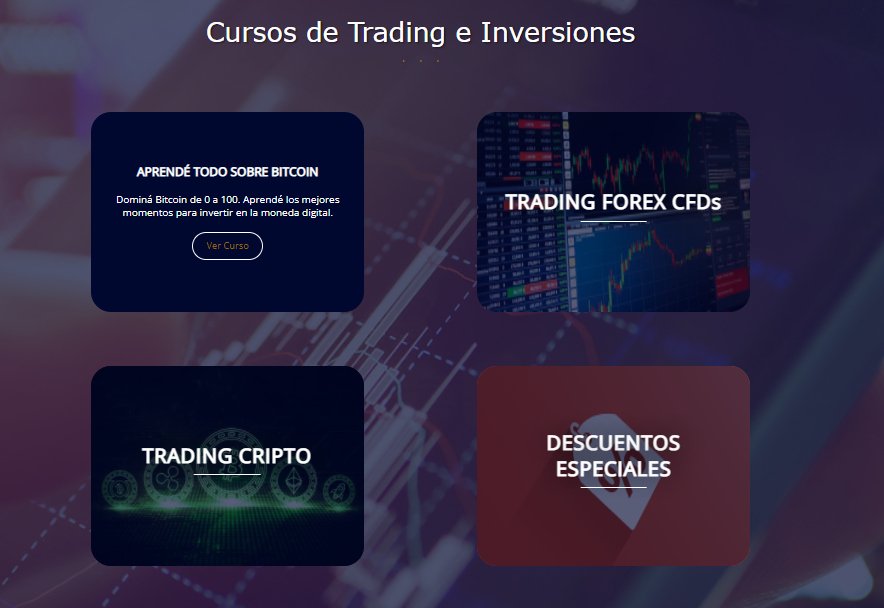 Cursos de Trading e Inversiones
APRENDÉ TODO SOBRE BITCOIN
Dominá Bitcoin de 0 a 100. Aprendé los mejores
momentos para invertir en la moneda digital.
Ver Curso
TRADING FOREX CFDs
TRADING CRIPTO
DESCUENTOS
ESPECIALES